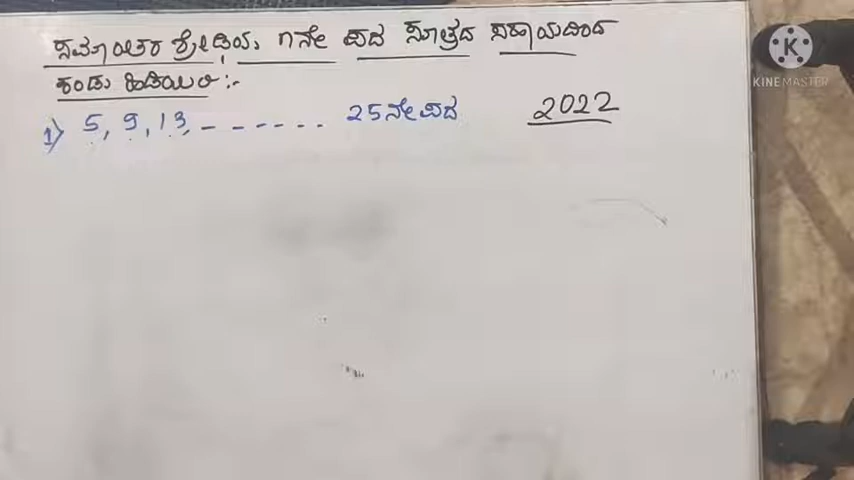 ಸಮಾಂತರ ಶ್ರೇಡಿಯ, nನೇ ಪದ ಸೂತ್ರದ ಸಹಾಯದಿಂದ
ಕಂಡು ಹಿಡಿಯಿರಿ :-
1) 5, 9, 13, - - - - . . . 25ನೇ ಪದ 2022
KINEMASTER